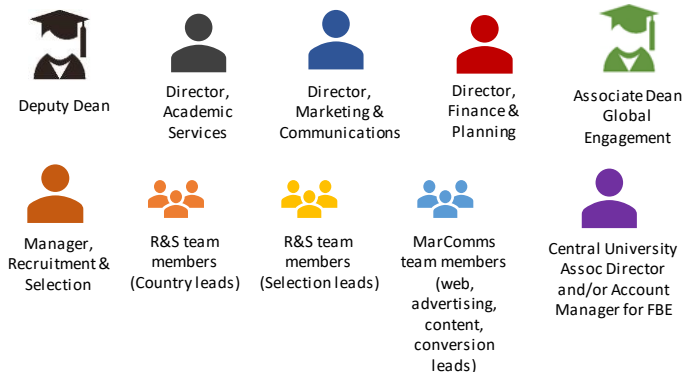 Deputy Dean
Director,
Academic
Services
Director,
Marketing &
Communications
Director,
Finance &
Planning
Associate Dean
Global
Engagement
Manager,
Recruitment &
Selection
R&S team
members
(Country leads)
R&S team
members
(Selection leads)
MarComms
team members
(web,
advertising,
content,
conversion
leads)
Central University
Assoc Director
and/or Account
Manager for FBE